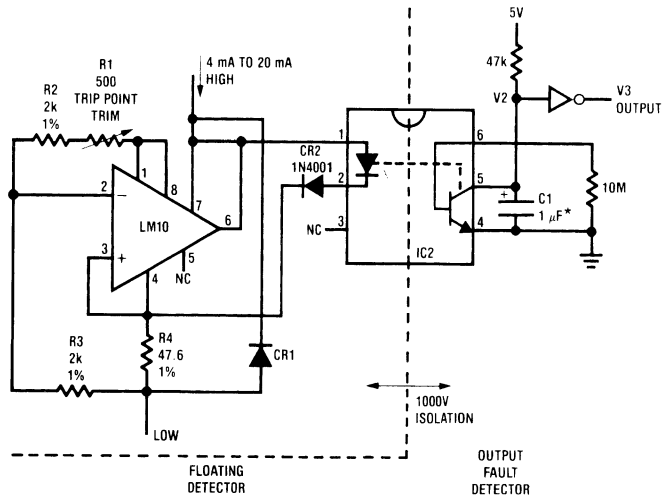 5V
47k
V2
V3
OUTPUT
4 mA TO 20 mA
HIGH
R1
500
TRIP POINT
TRIM
R2
2k
1%
1
8
2
−
7
LM10
6
3
+
5
NC
4
CR2
1N4001
1
2
NC
3
IC2
6
5
4
+
C1
1 μF*
10M
R4
47.6
1%
R3
2k
1%
CR1
LOW
1000V
ISOLATION
FLOATING
DETECTOR
OUTPUT
FAULT
DETECTOR